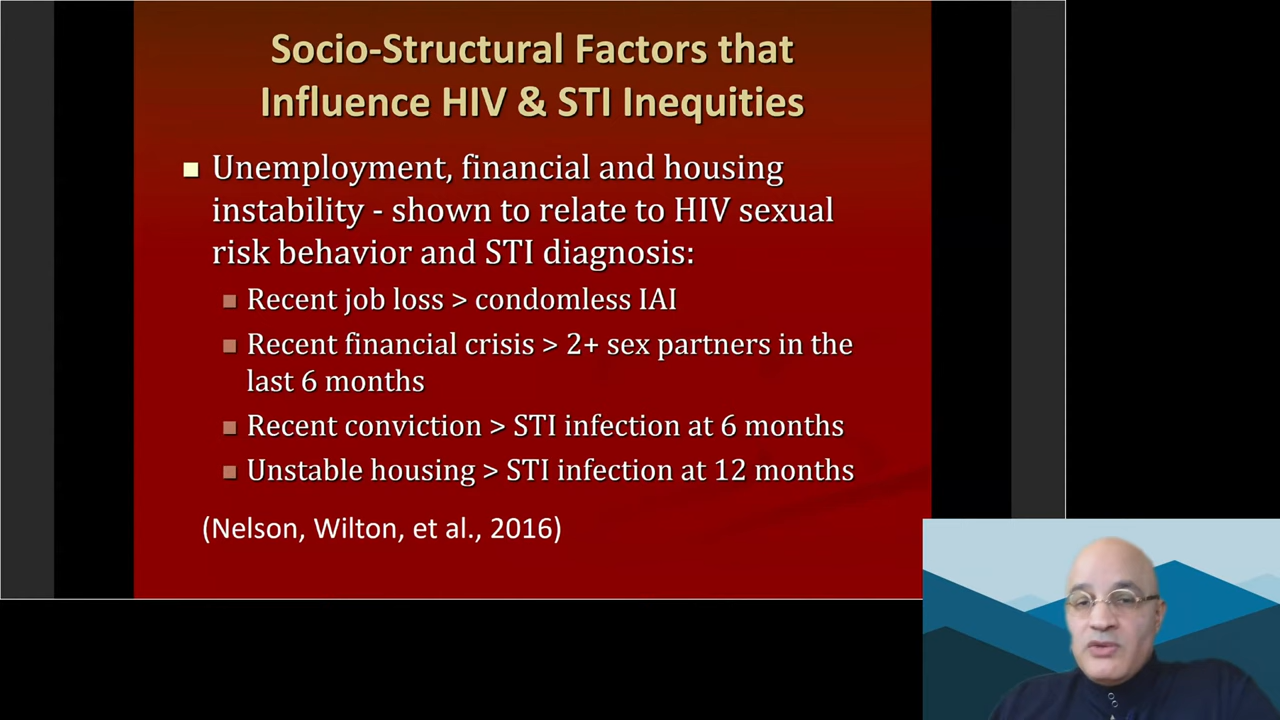 Socio-Structural Factors that
Influence HIV & STI Inequities
Unemployment, financial and housing
instability - shown to relate to HIV sexual
risk behavior and STI diagnosis:
Recent job loss > condomless IAI
Recent financial crisis > 2+ sex partners in the
last 6 months
Recent conviction > STI infection at 6 months
Unstable housing > STI infection at 12 months
(Nelson, Wilton, et al., 2016)